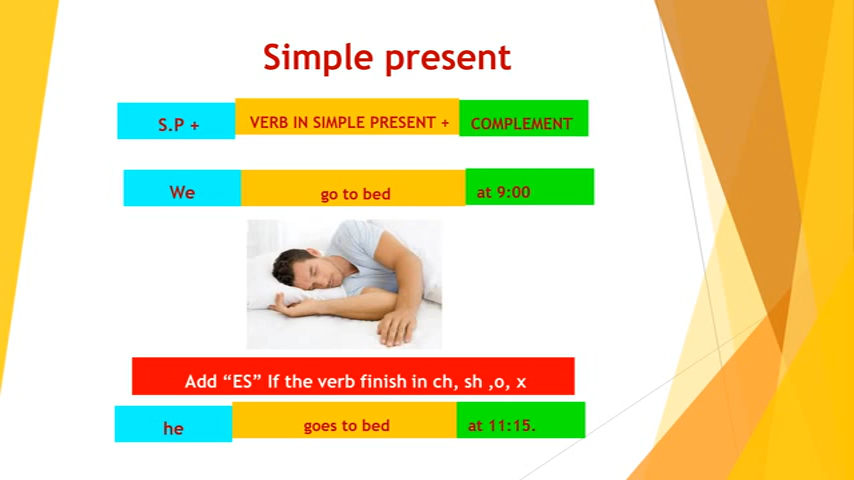 Simple present
S.P + VERB IN SIMPLE PRESENT + COMPLEMENT
We go to bed at 9:00
Add “ES” If the verb finish in ch, sh ,o, x
he goes to bed at 11:15.